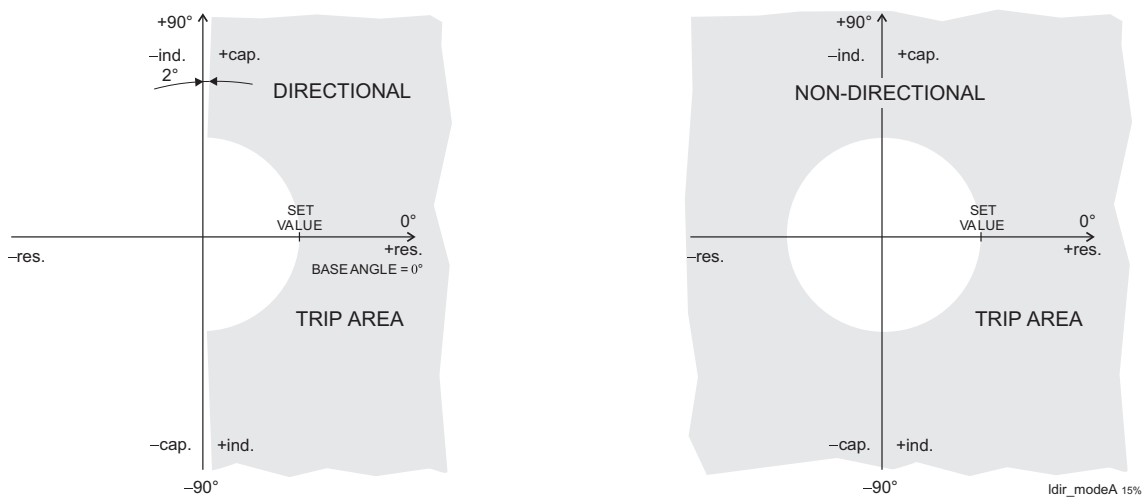 +90°
–ind. +cap.
2°
DIRECTIONAL
SET
VALUE
0°
–res.
+res.
BASE ANGLE = 0°
TRIP AREA
–cap. +ind.
–90°
+90°
–ind. +cap.
NON-DIRECTIONAL
SET
VALUE
0°
–res.
+res.
TRIP AREA
–cap. +ind.
–90°
Idir_modeA 15%